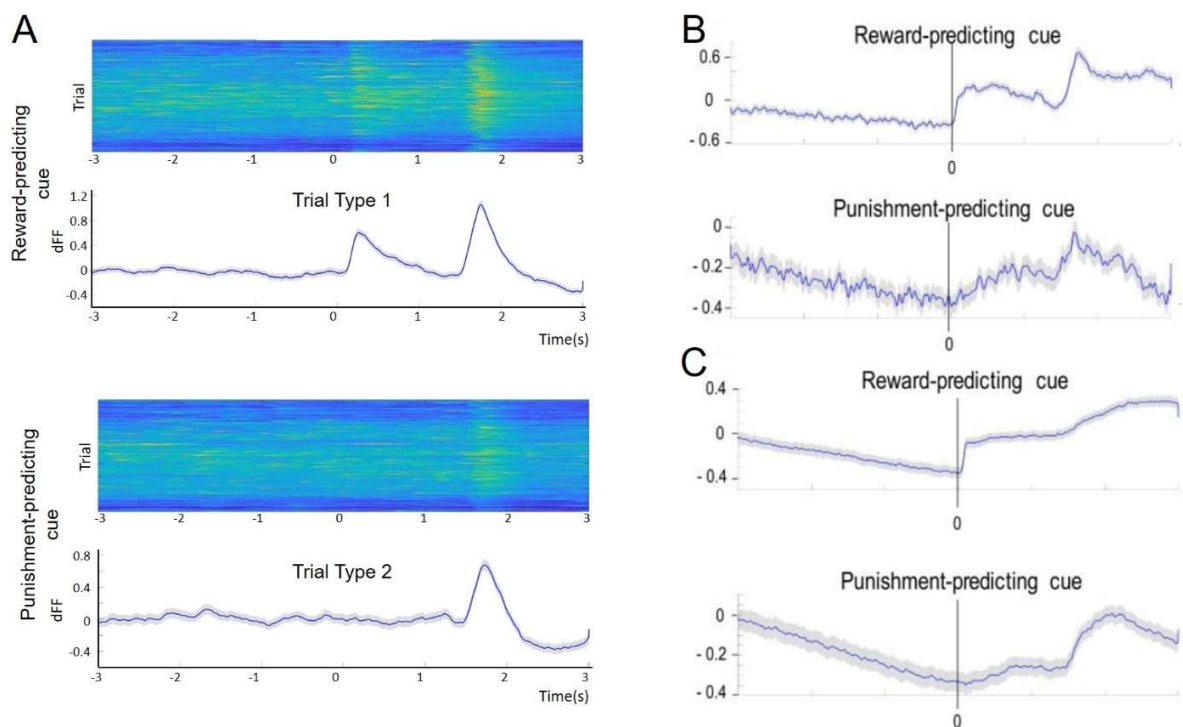 A
Reward-predicting
cue
Trial
-3 -2 -1 0 1 2 3
dFF
1.2
0.8
0.4
0
-0.4
Trial Type 1
-3 -2 -1 0 1 2 3
Time(s)
Punishment-predicting
cue
Trial
-3 -2 -1 0 1 2 3
dFF
0.8
0.4
0
-0.4
Trial Type 2
-3 -2 -1 0 1 2 3
Time(s)
B
Reward-predicting cue
0.6
0
- 0.6
0
Punishment-predicting cue
0
- 0.2
- 0.4
0
C
Reward-predicting cue
0.4
0
- 0.4
0
Punishment-predicting cue
0
- 0.2
- 0.4
0